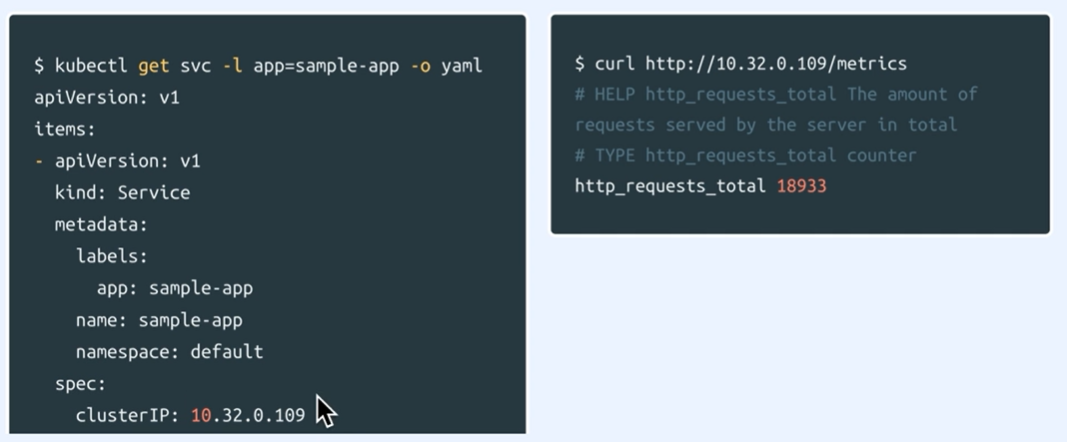 $ kubectl get svc -l app=sample-app -o yaml
apiVersion: v1
items:
- apiVersion: v1
  kind: Service
  metadata:
    labels:
      app: sample-app
    name: sample-app
    namespace: default
  spec:
    clusterIP: 10.32.0.109
$ curl http://10.32.0.109/metrics
# HELP http_requests_total The amount of
requests served by the server in total
# TYPE http_requests_total counter
http_requests_total 18933